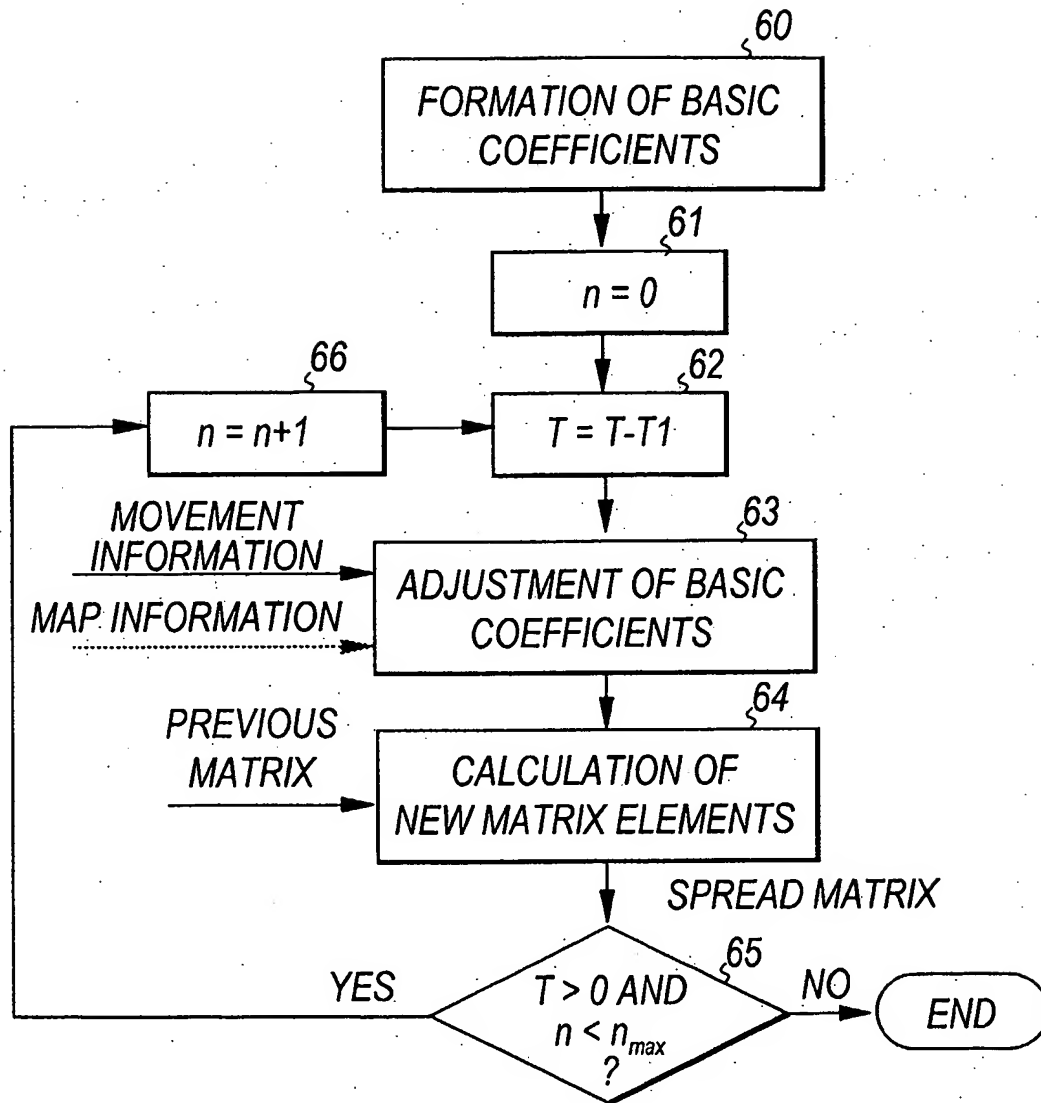 60
FORMATION OF BASIC
COEFFICIENTS
61
n = 0
66
n = n+1
62
T = T-T1
MOVEMENT
INFORMATION
MAP INFORMATION
63
ADJUSTMENT OF BASIC
COEFFICIENTS
PREVIOUS
MATRIX
64
CALCULATION OF
NEW MATRIX ELEMENTS
SPREAD MATRIX
65
YES
T > 0 AND
n < nmax
?
NO
END